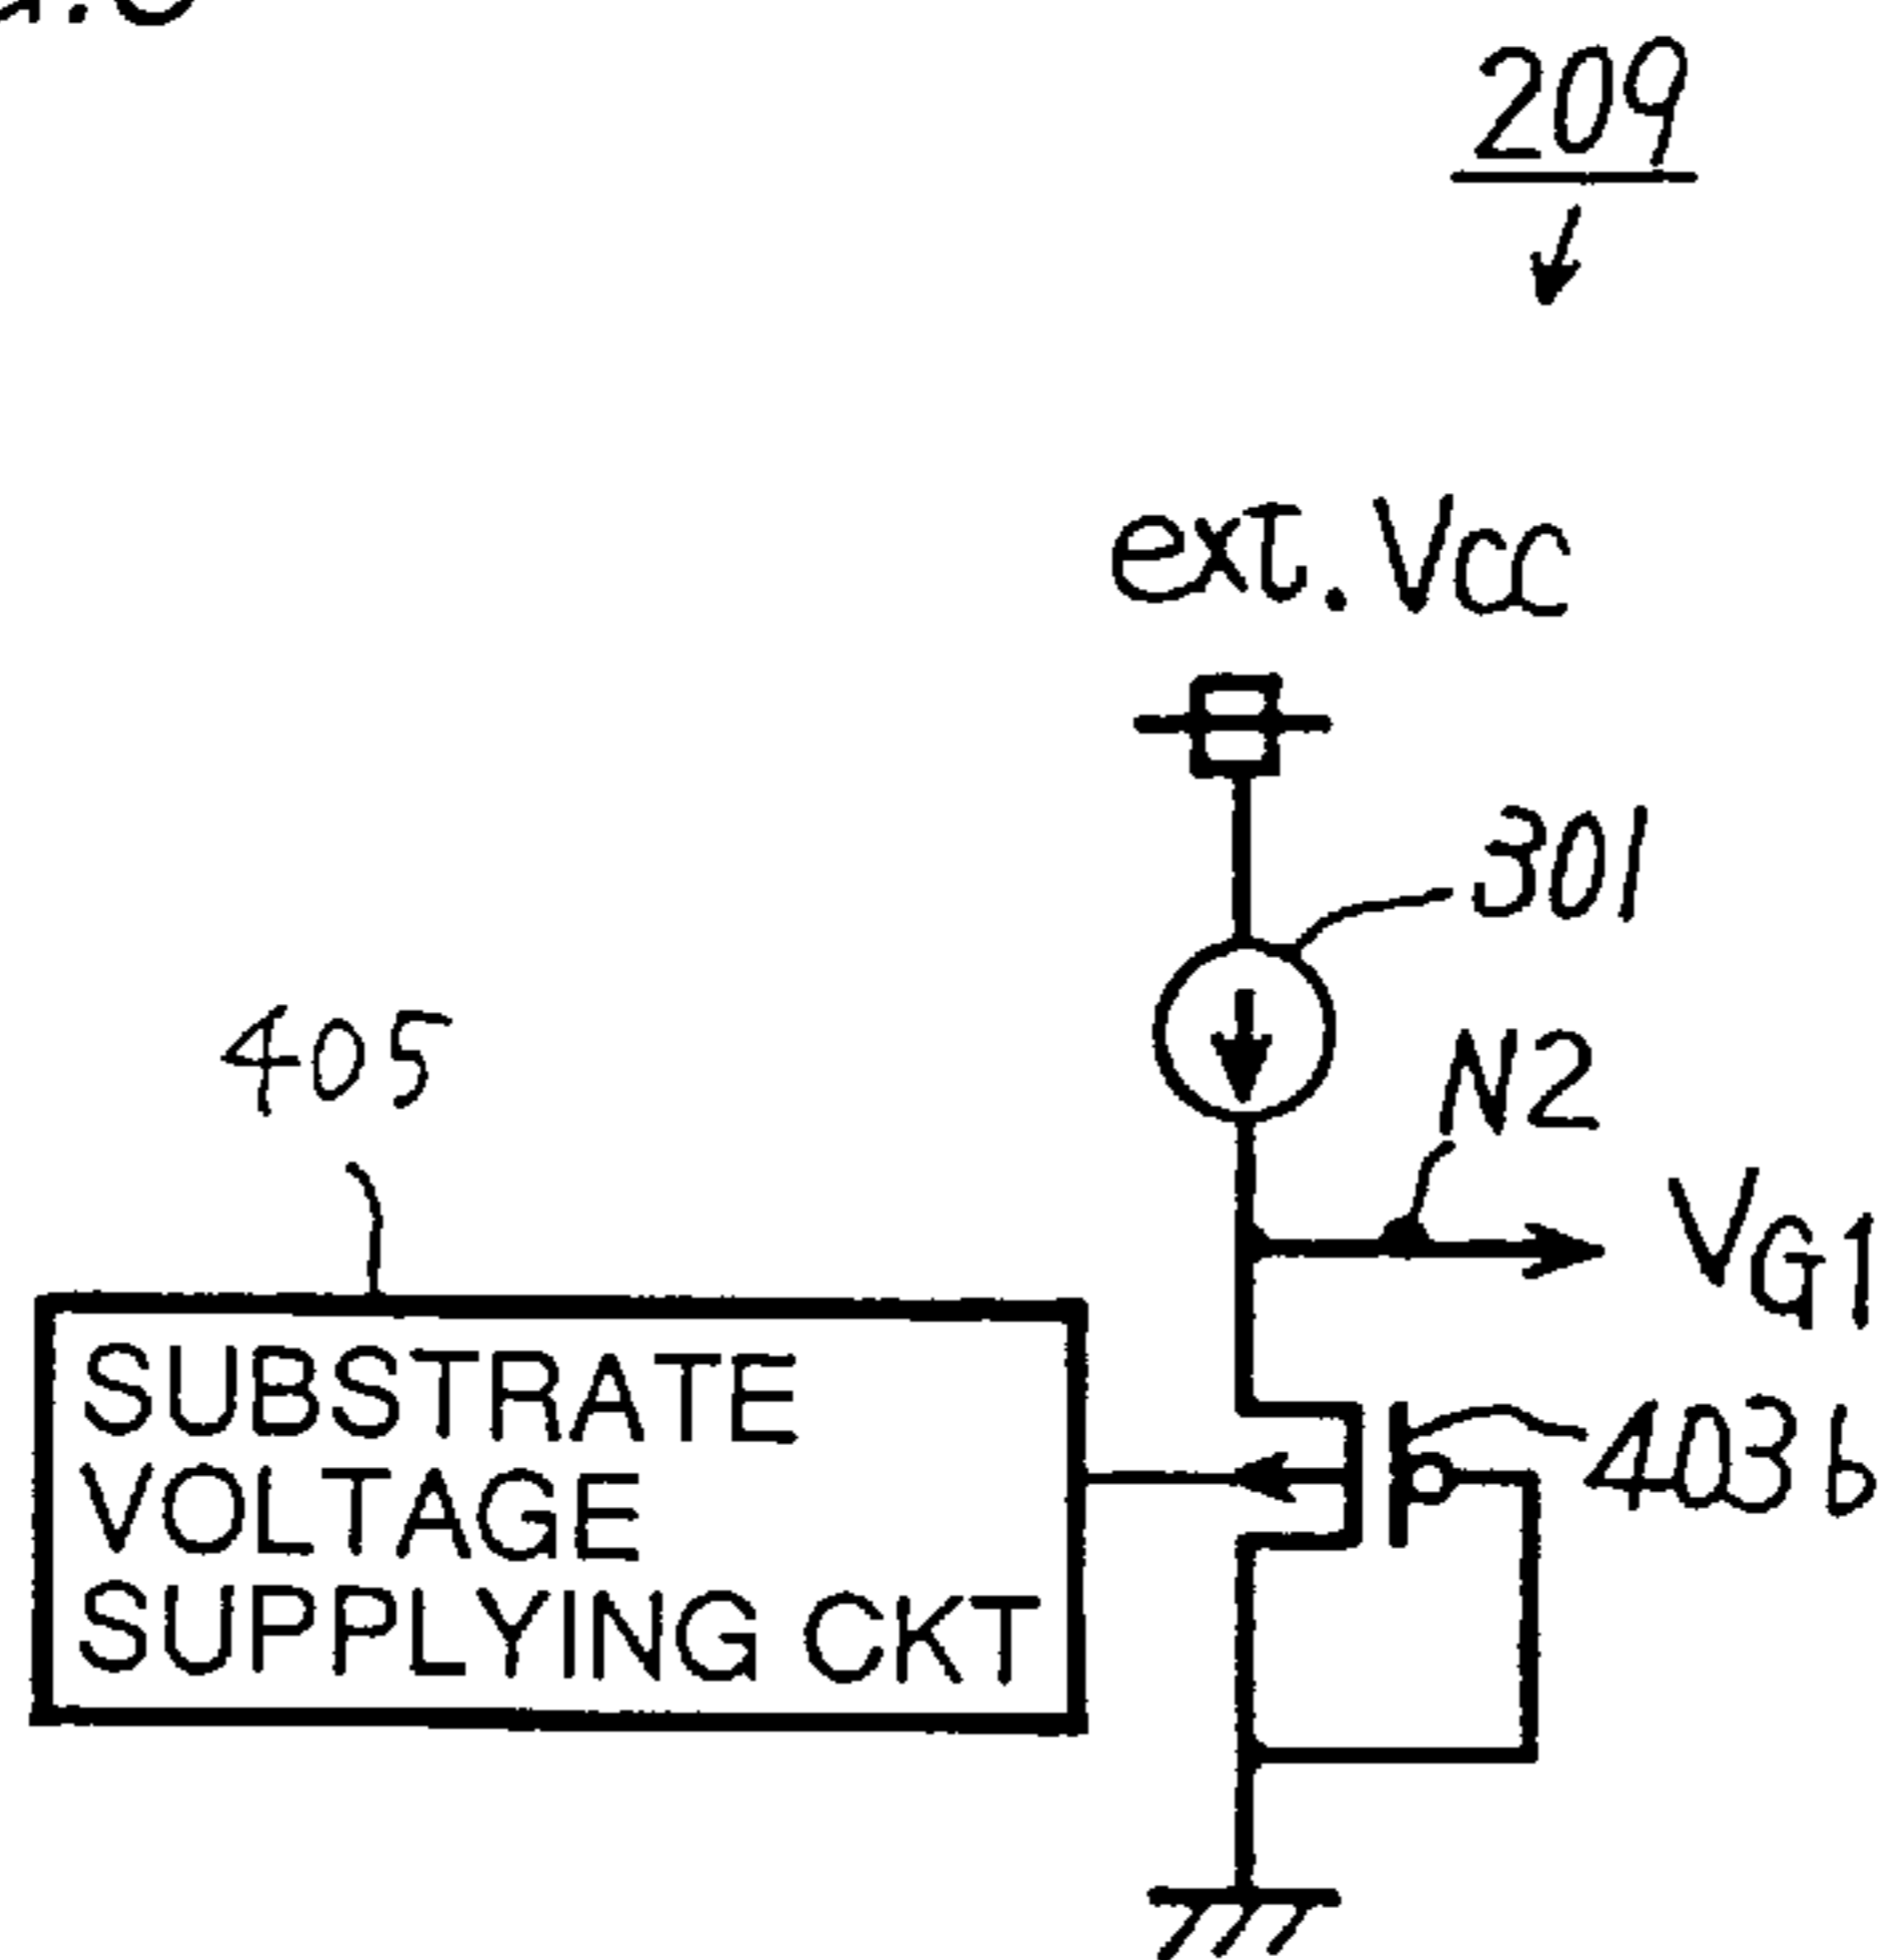 209
ext. Vcc
301
405
N2
VG1
SUBSTRATE
VOLTAGE
SUPPLYING CKT
403b